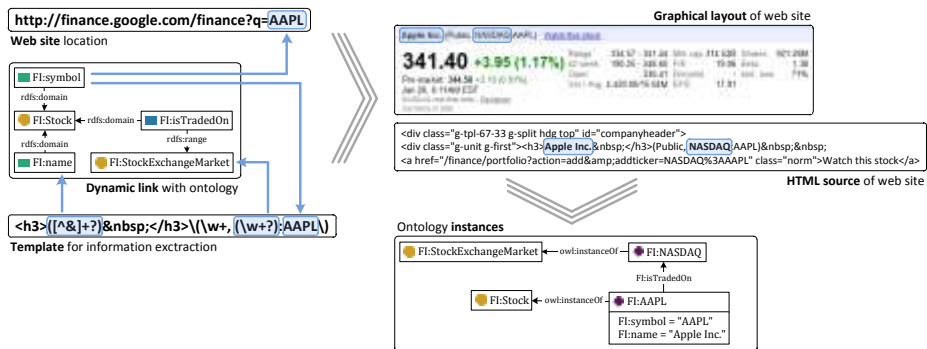 http://finance.google.com/finance?q=AAPL
Web site location
FI:symbol
rdfs:domain
FI:Stock
rdfs:domain
FI:isTradedOn
rdfs:domain
rdfs:range
FI:name
FI:StockExchangeMarket
Dynamic link with ontology
<h3>([^&]+?)&nbsp;</h3>\(\w+, (\w+?):AAPL\)
Template for information exctraction
Graphical layout of web site
Apple Inc. (Public, NASDAQ:AAPL) Watch this stock
341.40 +3.95 (1.17%)
<div class="g-tpl-67-33 g-split hdg top" id="companyheader">
<div class="g-unit g-first"><h3>Apple Inc.&nbsp;</h3>(Public, NASDAQ:AAPL)&nbsp;&nbsp;
<a href="/finance/portfolio?action=add&amp;addticker=NASDAQ%3AAAPL" class="norm">Watch this stock</a>
HTML source of web site
Ontology instances
FI:StockExchangeMarket
owl:instanceOf
FI:NASDAQ
FI:isTradedOn
FI:Stock
owl:instanceOf
FI:AAPL
FI:symbol = "AAPL"
FI:name = "Apple Inc."